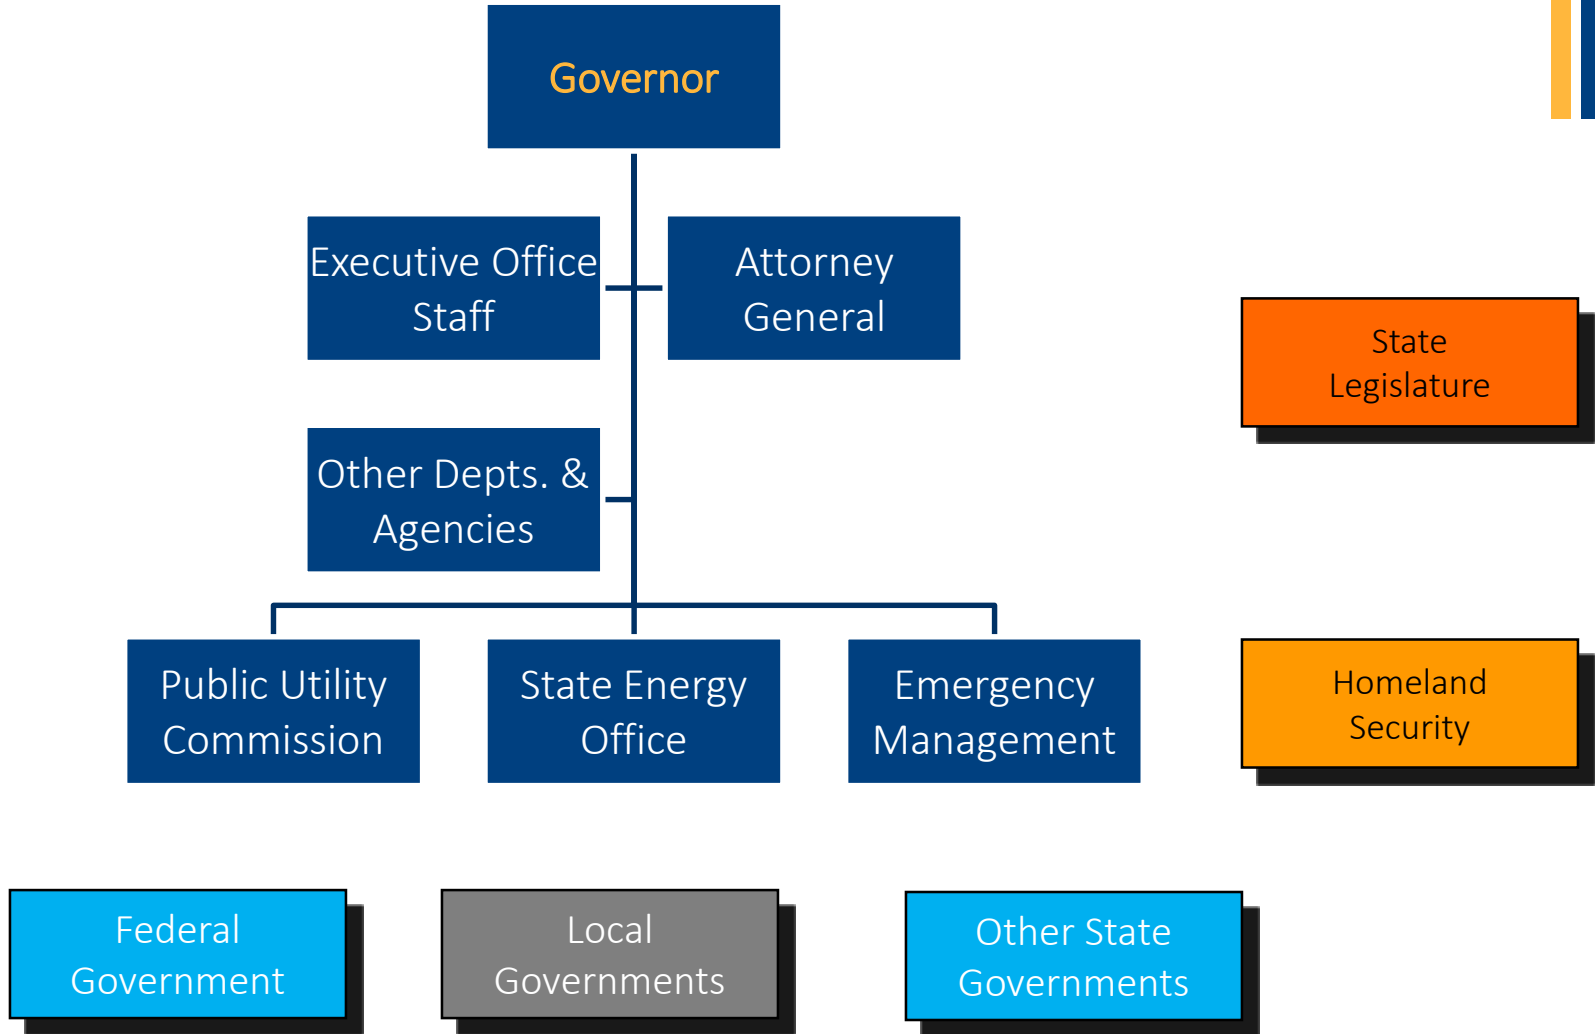 Governor
Executive Office
Staff
Attorney
General
State
Legislature
Other Depts. &
Agencies
Public Utility
Commission
State Energy
Office
Emergency
Management
Homeland
Security
Federal
Government
Local
Governments
Other State
Governments